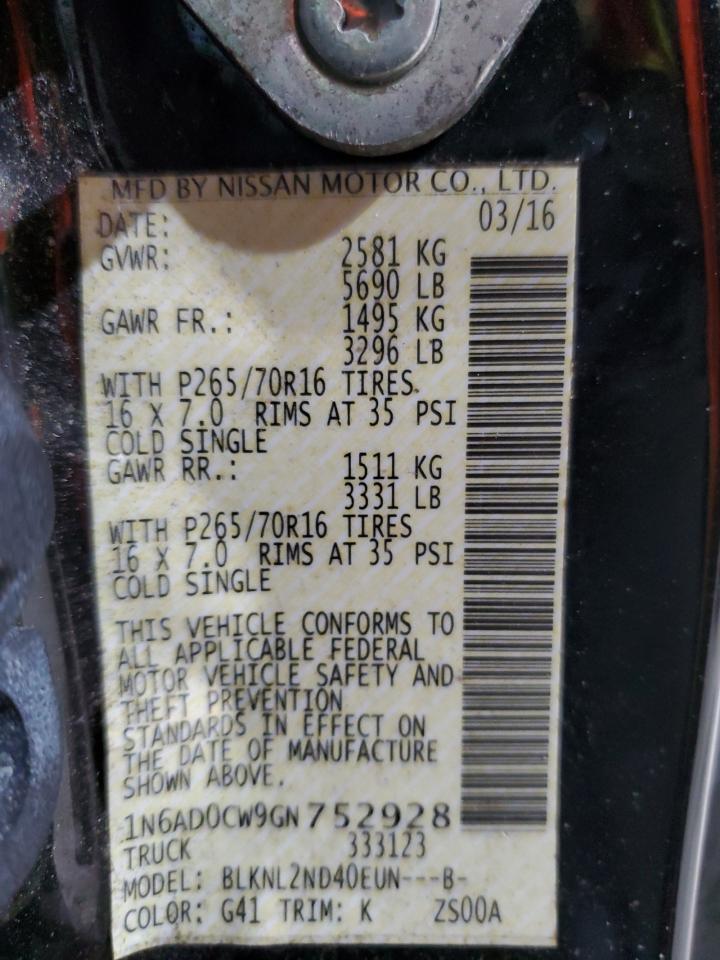 MFD BY NISSAN MOTOR CO., LTD.
DATE: 03/16
GVWR: 2581 KG
5690 LB
GAWR FR.: 1495 KG
3296 LB
WITH P265/70R16 TIRES
16 X 7.0 RIMS AT 35 PSI
COLD SINGLE
GAWR RR.: 1511 KG
3331 LB
WITH P265/70R16 TIRES
16 X 7.0 RIMS AT 35 PSI
COLD SINGLE
THIS VEHICLE CONFORMS TO
ALL APPLICABLE FEDERAL
MOTOR VEHICLE SAFETY AND
THEFT PREVENTION
STANDARDS IN EFFECT ON
THE DATE OF MANUFACTURE
SHOWN ABOVE.
1N6AD0CW9GN752928
TRUCK 333123
MODEL: BLKNL2ND40EUN---B-
COLOR: G41 TRIM: K ZS00A